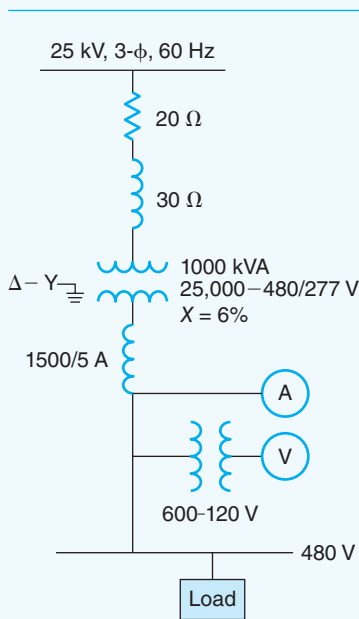 25 kV, 3-ϕ, 60 Hz
20 Ω
30 Ω
1000 kVA
Δ – Y
25,000–480/277 V
X = 6%
1500/5 A
A
V
600-120 V
480 V
Load